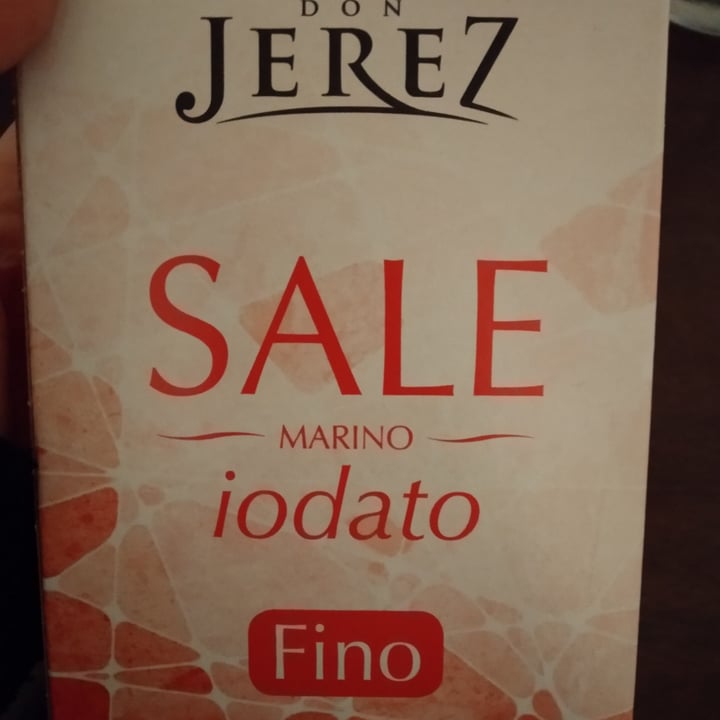 DON
JEREZ
SALE
MARINO
iodato
Fino